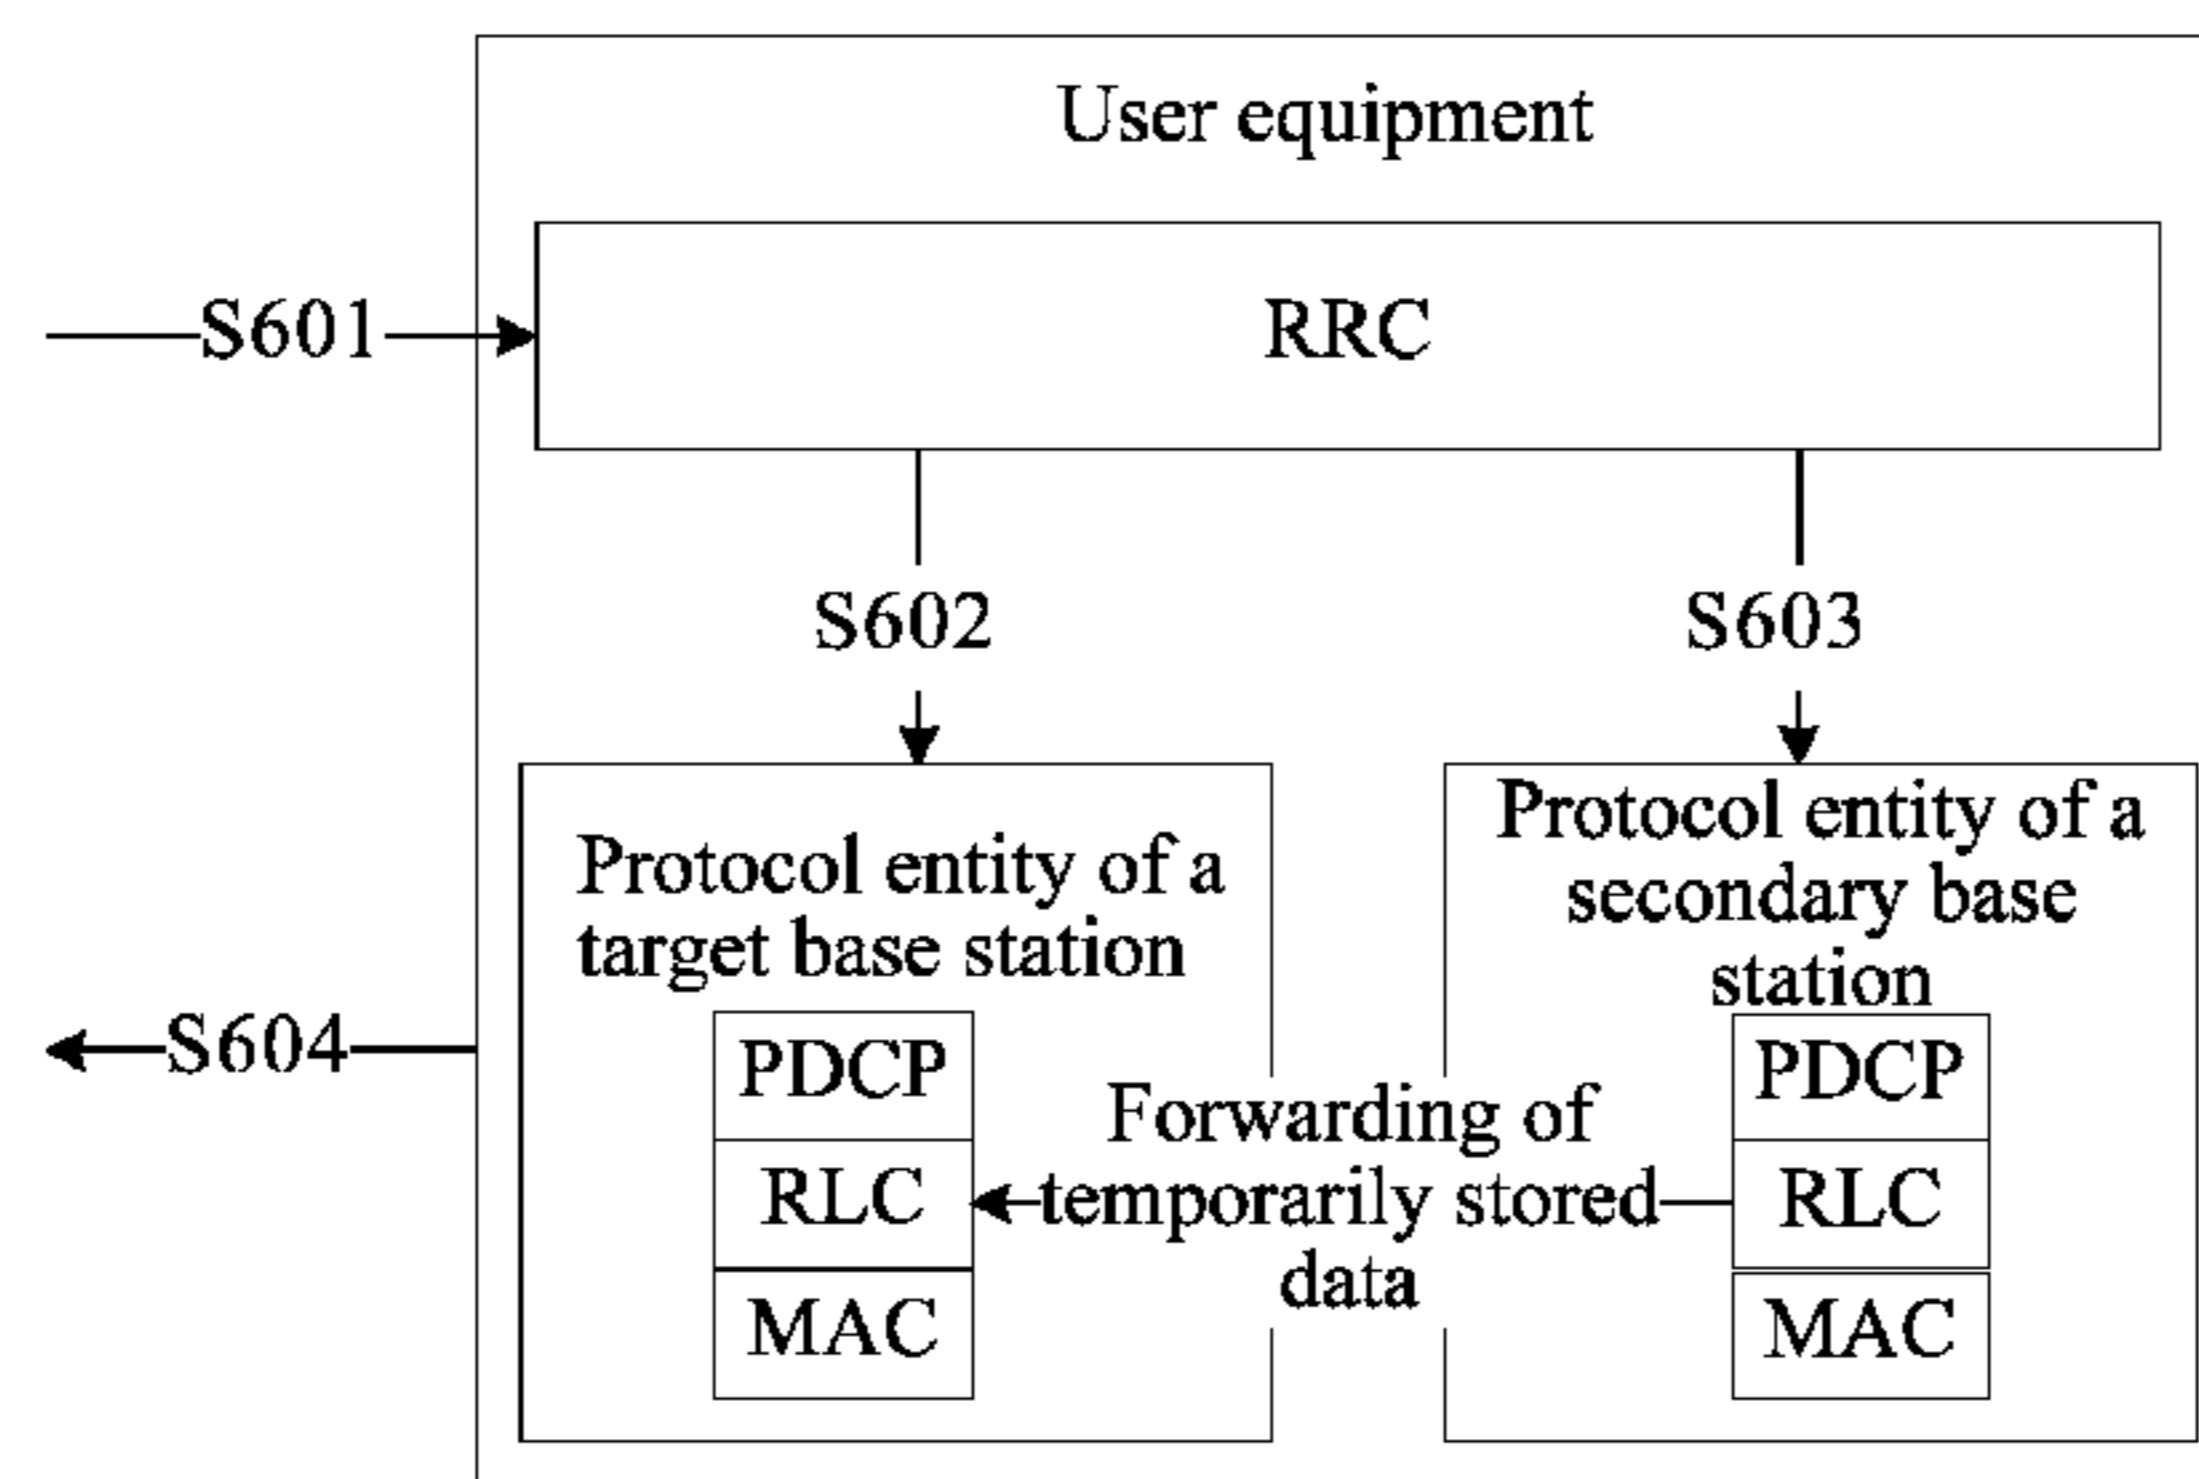 User equipment
S601
RRC
S602
S603
Protocol entity of a
target base station
Protocol entity of a
secondary base
station
S604
PDCP
RLC
MAC
Forwarding of
temporarily stored
data
PDCP
RLC
MAC